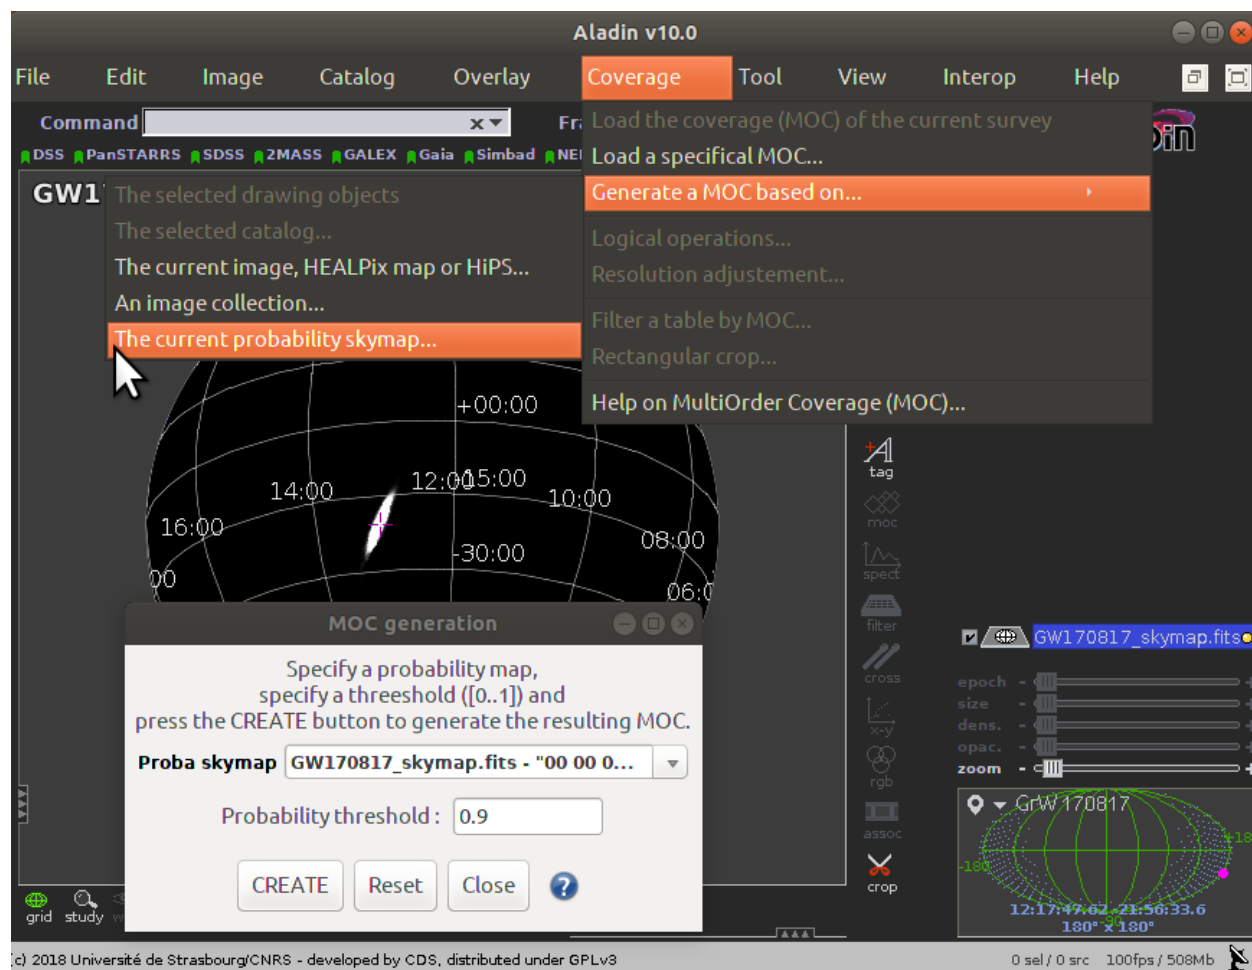 Aladin v10.0
File Edit Image Catalog Overlay Coverage Tool View Interop Help
Command
DSS PanSTARRS SDSS 2MASS GALEX Gaia Simbad
Load the coverage (MOC) of the current survey
Load a specifical MOC...
Generate a MOC based on...
Logical operations...
Resolution adjustement...
Filter a table by MOC...
Rectangular crop...
Help on MultiOrder Coverage (MOC)...
The selected drawing objects
The selected catalog...
The current image, HEALPix map or HiPS...
An image collection...
The current probability skymap...
+00:00
14:00
10:00
16:00
-30:00
08:00
tag
moc
spect
filter
cross
x-y
rgb
assoc
crop
GW170817_skymap.fits
epoch
size
dens.
opac.
zoom
MOC generation
Specify a probability map,
specify a threeshold ([0..1]) and
press the CREATE button to generate the resulting MOC.
Proba skymap GW170817_skymap.fits - "00 00 0...
Probability threshold : 0.9
CREATE Reset Close ?
GrW170817
-180
12:17:47.62 -21:56:33.6
180° x 180°
grid study
(c) 2018 Université de Strasbourg/CNRS - developed by CDS, distributed under GPLv3
0 sel / 0 src 100fps / 508Mb